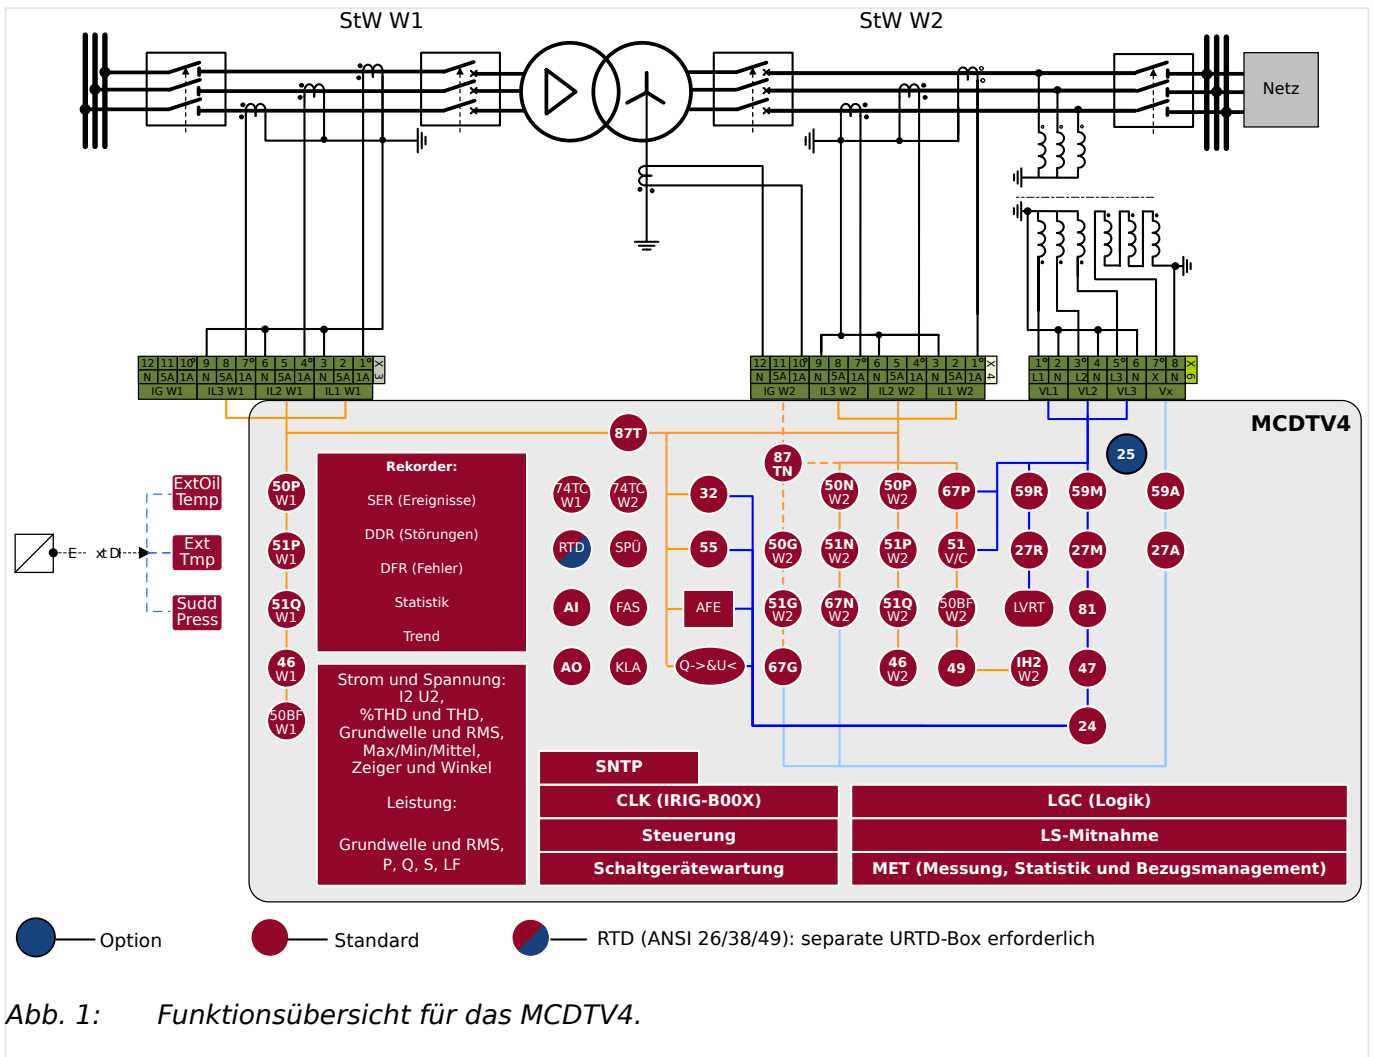 StW W1
StW W2
Netz
12 11 10° 9 8 7° 6 5 4° 3 2 1° X 3
N 5A 1A N 5A 1A N 5A 1A N 5A 1A
IG W1 IL3 W1 IL2 W1 IL1 W1
12 11 10° 9 8 7° 6 5 4° 3 2 1° X 4
N 5A 1A N 5A 1A N 5A 1A N 5A 1A
IG W2 IL3 W2 IL2 W2 IL1 W2
1° 2 3° 4 5° 6 7° 8 X 6
L1 N L2 N L3 N X N
VL1 VL2 VL3 Vx
MCDTV4
87T
87
TN
25
ExtOil
Temp
Ext
Tmp
Sudd
Press
E xt DI
50P
W1
51P
W1
51Q
W1
46
W1
50BF
W1
Rekorder:
SER (Ereignisse)
DDR (Störungen)
DFR (Fehler)
Statistik
Trend
Strom und Spannung:
I2 U2,
%THD und THD,
Grundwelle und RMS,
Max/Min/Mittel,
Zeiger und Winkel
Leistung:
Grundwelle und RMS,
P, Q, S, LF
74TC
W1
74TC
W2
RTD
SPÜ
AI
FAS
AO
KLA
32
55
AFE
Q->&U<
50G
W2
51G
W2
67G
50N
W2
51N
W2
67N
W2
50P
W2
51P
W2
51Q
W2
46
W2
67P
51
V/C
50BF
W2
49
IH2
W2
59R
27R
LVRT
59M
27M
81
47
24
59A
27A
SNTP
CLK (IRIG-B00X)
Steuerung
Schaltgerätewartung
LGC (Logik)
LS-Mitnahme
MET (Messung, Statistik und Bezugsmanagement)
Option
Standard
RTD (ANSI 26/38/49): separate URTD-Box erforderlich
Abb. 1: Funktionsübersicht für das MCDTV4.